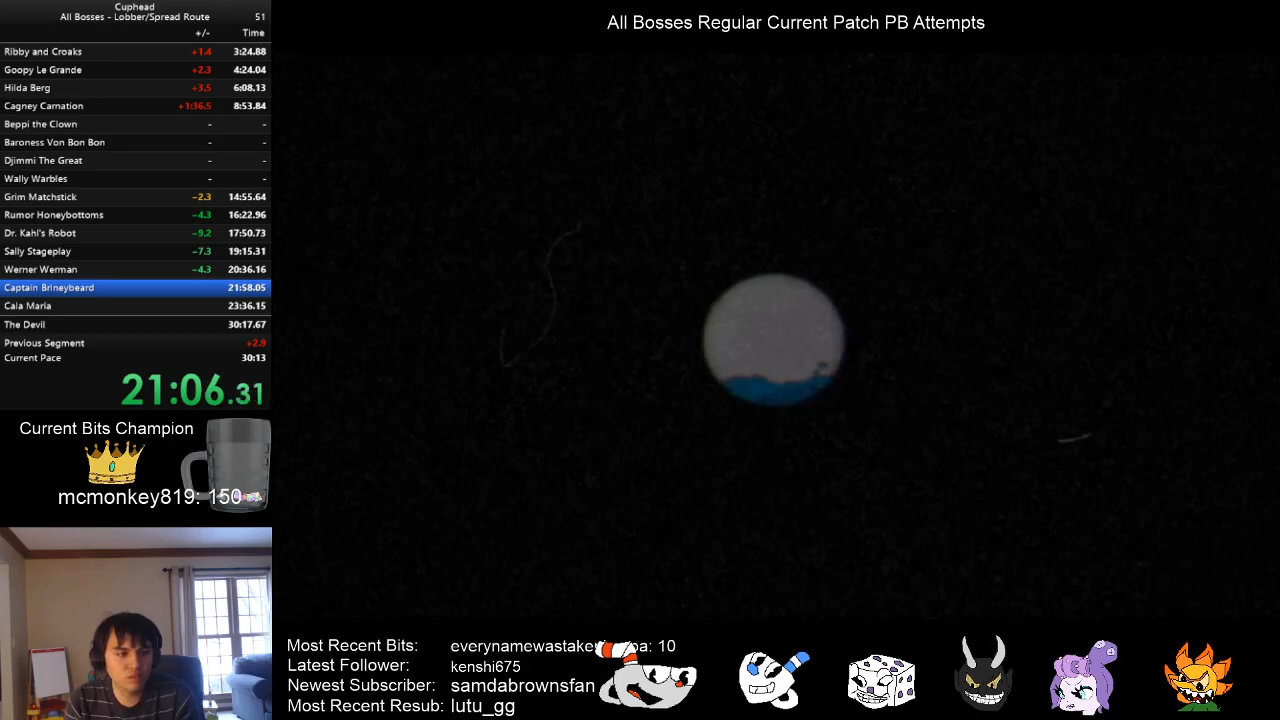 Cuphead
All Bosses - Lobber/Spread Route 51
+/- Time
Ribby and Croaks +1.4 3:24.88
Goopy Le Grande +2.3 4:24.04
Hilda Berg +3.5 6:08.13
Cagney Carnation +1:36.5 8:53.84
Beppi the Clown - -
Baroness Von Bon Bon - -
Djimmi The Great - -
Wally Warbles - -
Grim Matchstick −2.3 14:55.64
Rumor Honeybottoms −4.3 16:22.96
Dr. Kahl's Robot −9.2 17:50.73
Sally Stageplay −7.3 19:15.31
Werner Werman −4.3 20:36.16
Captain Brineybeard 21:58.05
Cala Maria 23:36.15
The Devil 30:17.67
Previous Segment +2.9
Current Pace 30:13
21:06.31
Current Bits Champion
mcmonkey819: 150
All Bosses Regular Current Patch PB Attempts
Most Recent Bits: 10
Latest Follower: kenshi675
Newest Subscriber: samdabrownsfan
Most Recent Resub: lutu_gg